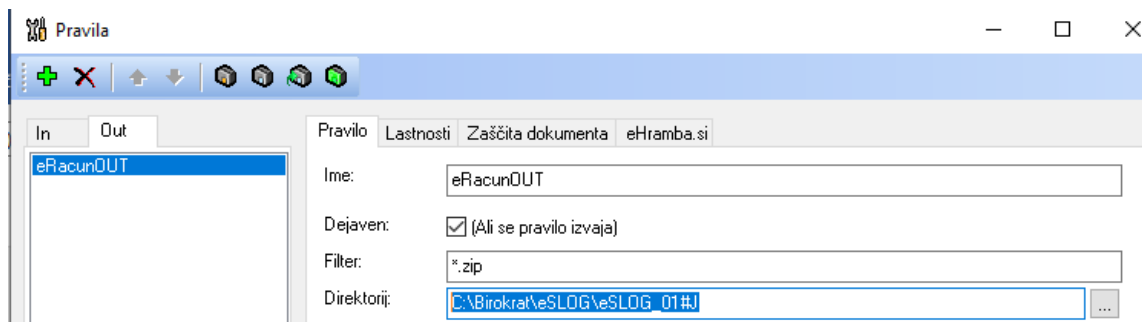 Pravila
In Out
Pravilo Lastnosti Zaščita dokumenta eHramba.si
eRacunOUT
Ime: eRacunOUT
Dejaven: (Ali se pravilo izvaja)
Filter: *.zip
Direktorij: C:\Birokrat\eSLOG\eSLOG_01#J ...